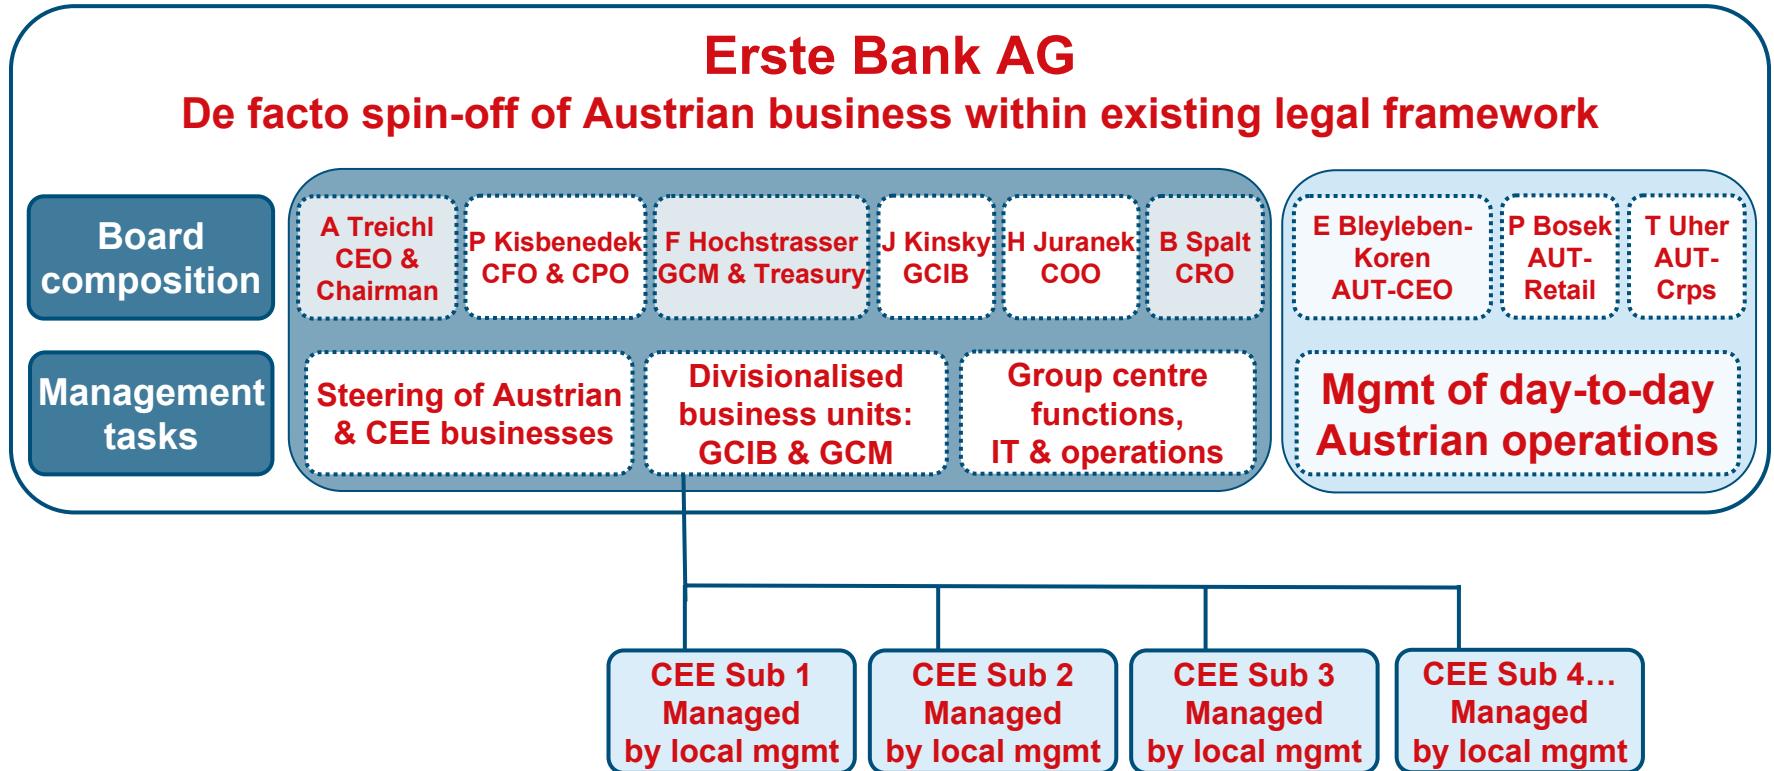 Erste Bank AG
De facto spin-off of Austrian business within existing legal framework
Board
composition
A Treichl
CEO &
Chairman
P Kisbenedek
CFO & CPO
F Hochstrasser
GCM & Treasury
J Kinsky
GCIB
H Juranek
COO
B Spalt
CRO
E Bleyleben-
Koren
AUT-CEO
P Bosek
AUT-
Retail
T Uher
AUT-
Crps
Management
tasks
Steering of Austrian
& CEE businesses
Divisionalised
business units:
GCIB & GCM
Group centre
functions,
IT & operations
Mgmt of day-to-day
Austrian operations
CEE Sub 1
Managed
by local mgmt
CEE Sub 2
Managed
by local mgmt
CEE Sub 3
Managed
by local mgmt
CEE Sub 4…
Managed
by local mgmt